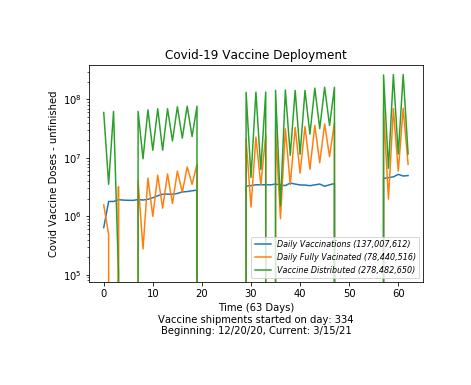 Covid-19 Vaccine Deployment
Covid Vaccine Doses - unfinished
10⁸
10⁷
10⁶
10⁵
0 10 20 30 40 50 60
Daily Vaccinations (137,007,612)
Daily Fully Vacinated (78,440,516)
Vaccine Distributed (278,482,650)
Time (63 Days)
Vaccine shipments started on day: 334
Beginning: 12/20/20, Current: 3/15/21